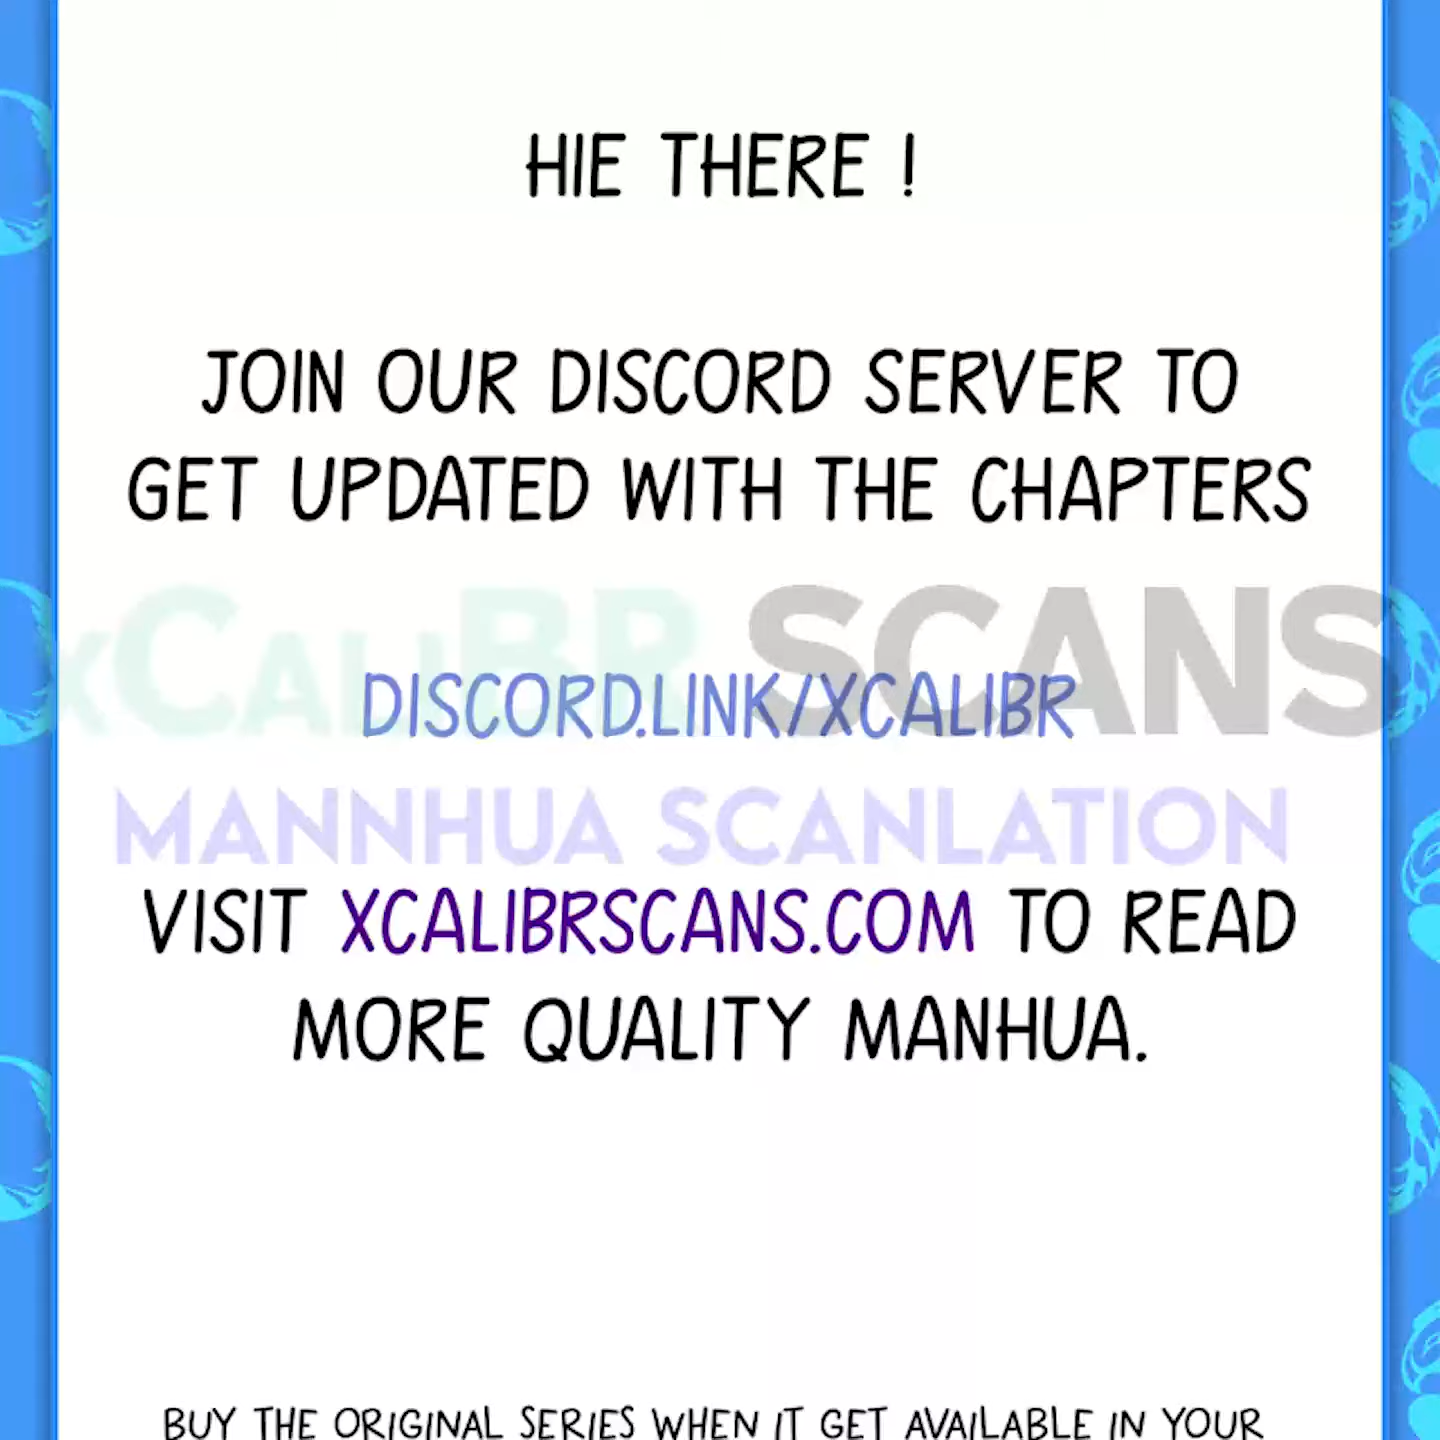 HIE THERE !
JOIN OUR DISCORD SERVER TO
GET UPDATED WITH THE CHAPTERS
XCALIBR SCANS
DISCORD.LINK/XCALIBR
MANNHUA SCANLATION
VISIT XCALIBRSCANS.COM TO READ
MORE QUALITY MANHUA.
BUY THE ORIGINAL SERIES WHEN IT GET AVAILABLE IN YOUR